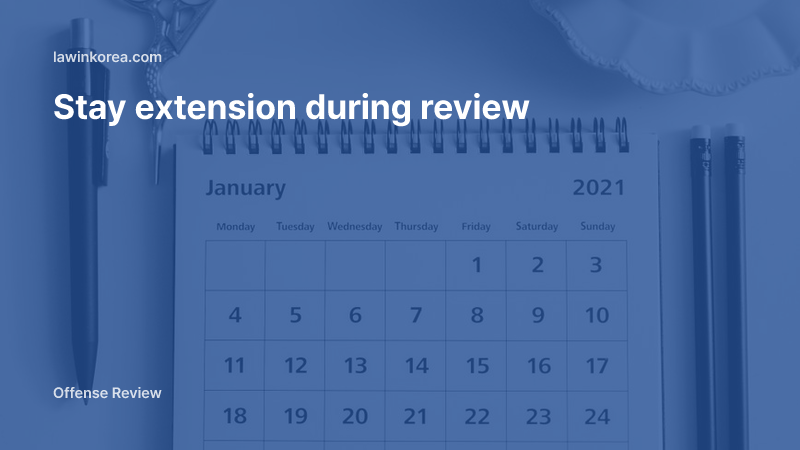 lawinkorea.com
Stay extension during review
January 2021
Monday Tuesday Wednesday Thursday Friday Saturday Sunday
1 2 3
4 5 6 7 8 9 10
11 12 13 14 15 16 17
18 19 20 21 22 23 24
Offense Review